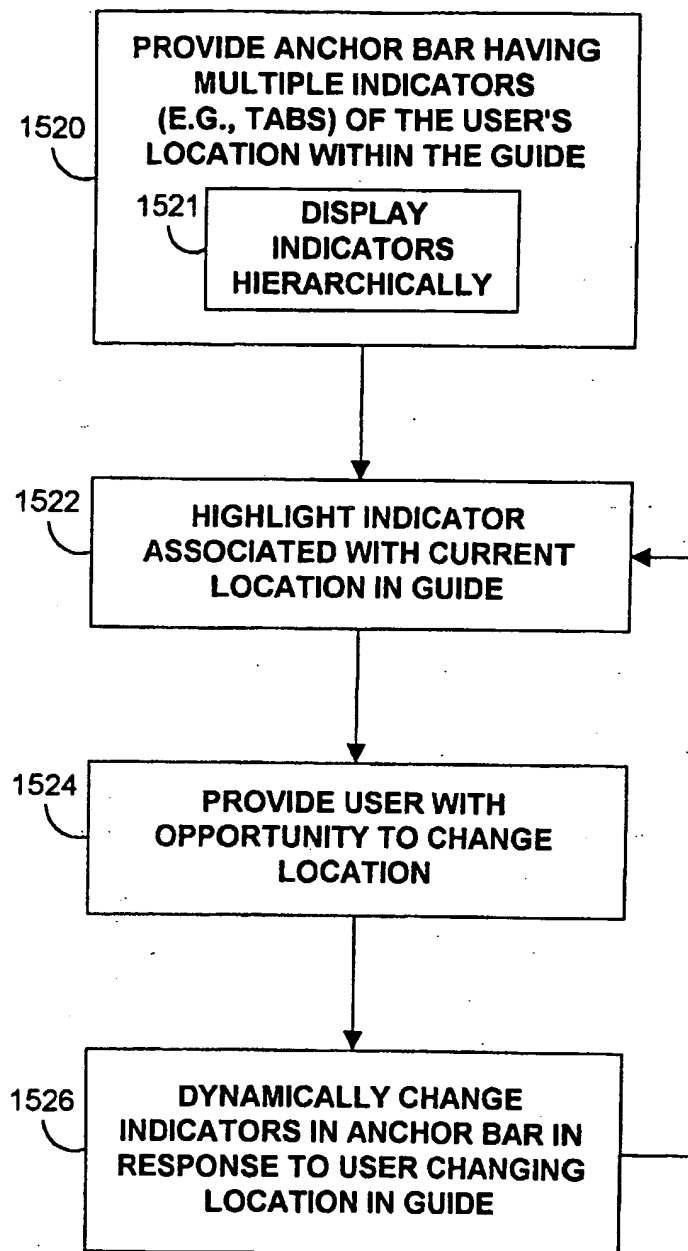 PROVIDE ANCHOR BAR HAVING
MULTIPLE INDICATORS
(E.G., TABS) OF THE USER'S
LOCATION WITHIN THE GUIDE
1520
1521
DISPLAY
INDICATORS
HIERARCHICALLY
1522
HIGHLIGHT INDICATOR
ASSOCIATED WITH CURRENT
LOCATION IN GUIDE
1524
PROVIDE USER WITH
OPPORTUNITY TO CHANGE
LOCATION
1526
DYNAMICALLY CHANGE
INDICATORS IN ANCHOR BAR IN
RESPONSE TO USER CHANGING
LOCATION IN GUIDE